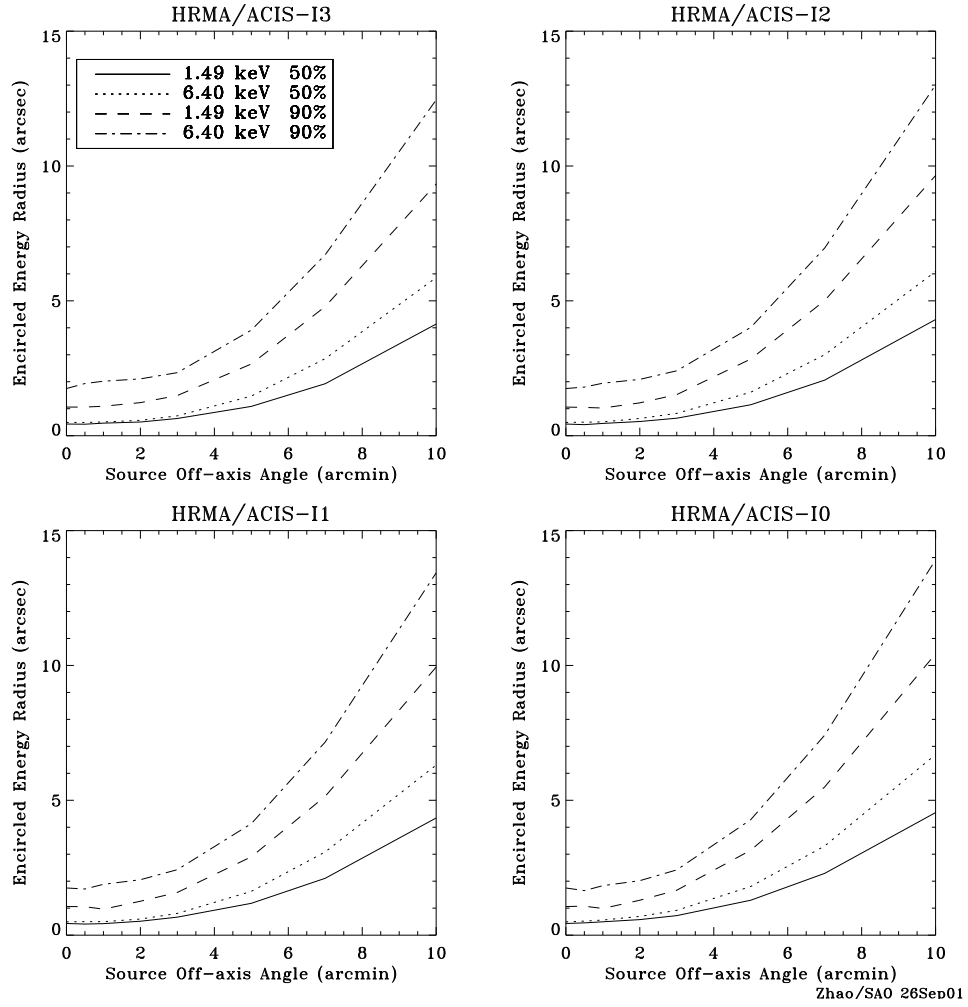 HRMA/ACIS-I3
15
10
5
0
Encircled Energy Radius (arcsec)
1.49 keV 50%
6.40 keV 50%
1.49 keV 90%
6.40 keV 90%
0 2 4 6 8 10
Source Off-axis Angle (arcmin)
HRMA/ACIS-I2
15
10
5
0
Encircled Energy Radius (arcsec)
0 2 4 6 8 10
Source Off-axis Angle (arcmin)
HRMA/ACIS-I1
15
10
5
0
Encircled Energy Radius (arcsec)
0 2 4 6 8 10
Source Off-axis Angle (arcmin)
HRMA/ACIS-I0
15
10
5
0
Encircled Energy Radius (arcsec)
0 2 4 6 8 10
Source Off-axis Angle (arcmin)
Zhao/SAO 26Sep01